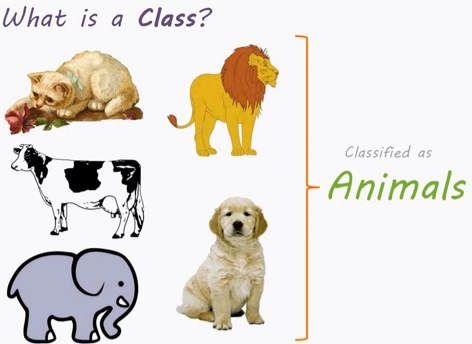 What is a Class?
Classified as
Animals